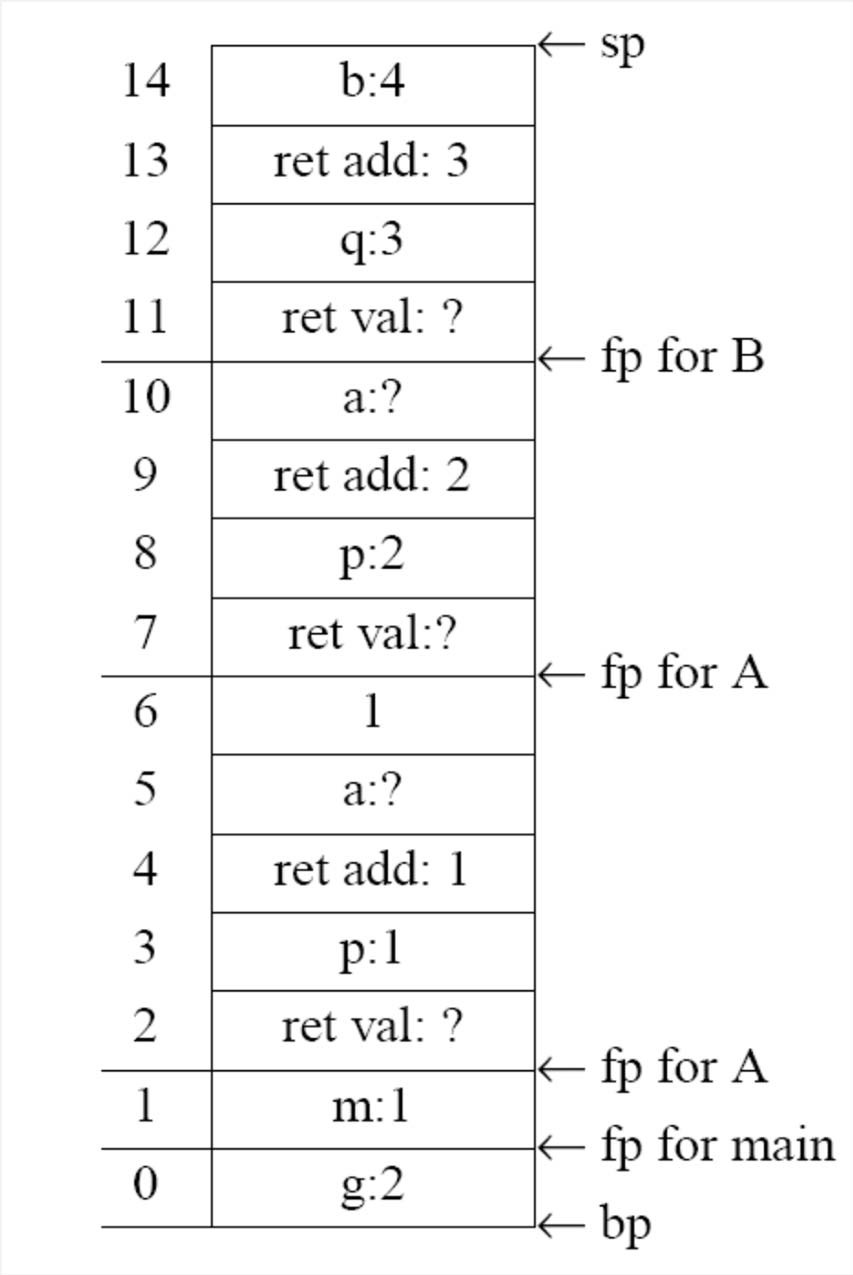 ← sp
14 b:4
13 ret add: 3
12 q:3
11 ret val: ?
← fp for B
10 a:?
9 ret add: 2
8 p:2
7 ret val:?
← fp for A
6 1
5 a:?
4 ret add: 1
3 p:1
2 ret val: ?
← fp for A
1 m:1
← fp for main
0 g:2
← bp